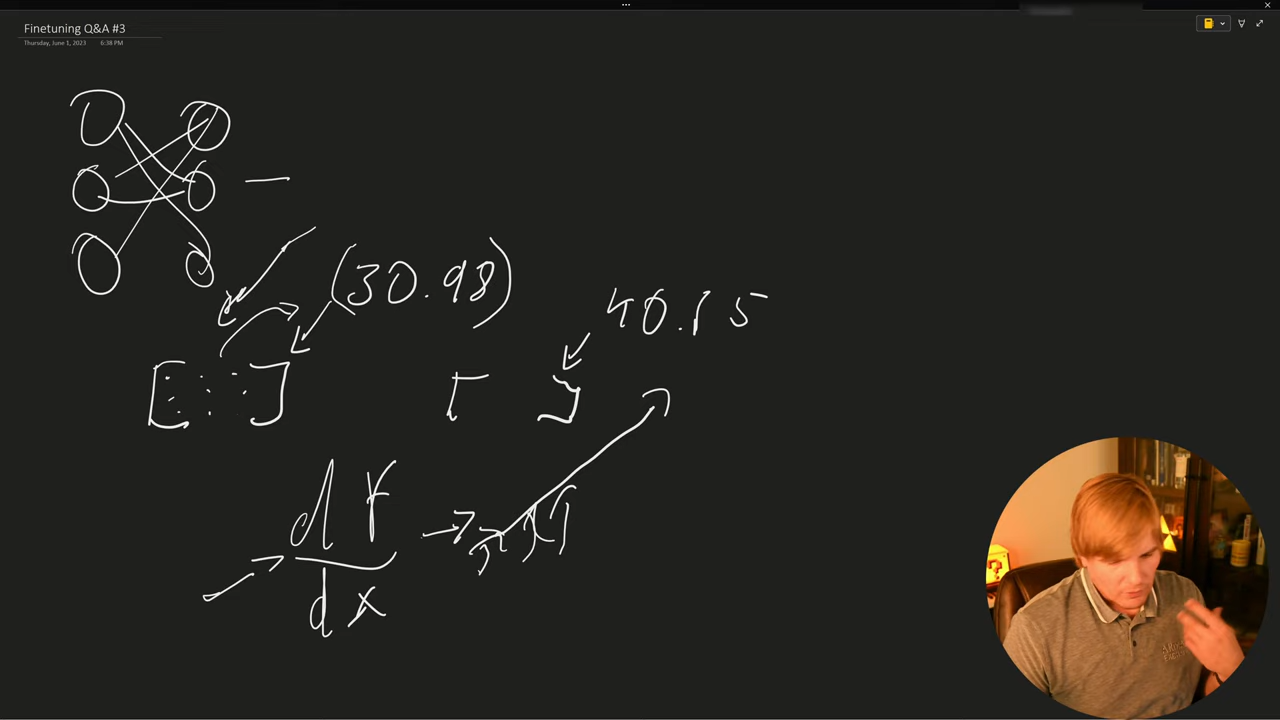 Finetuning Q&A #3
Thursday, June 1, 2023 6:38 PM
(30.98)
40.15
[ ]
dY
dx